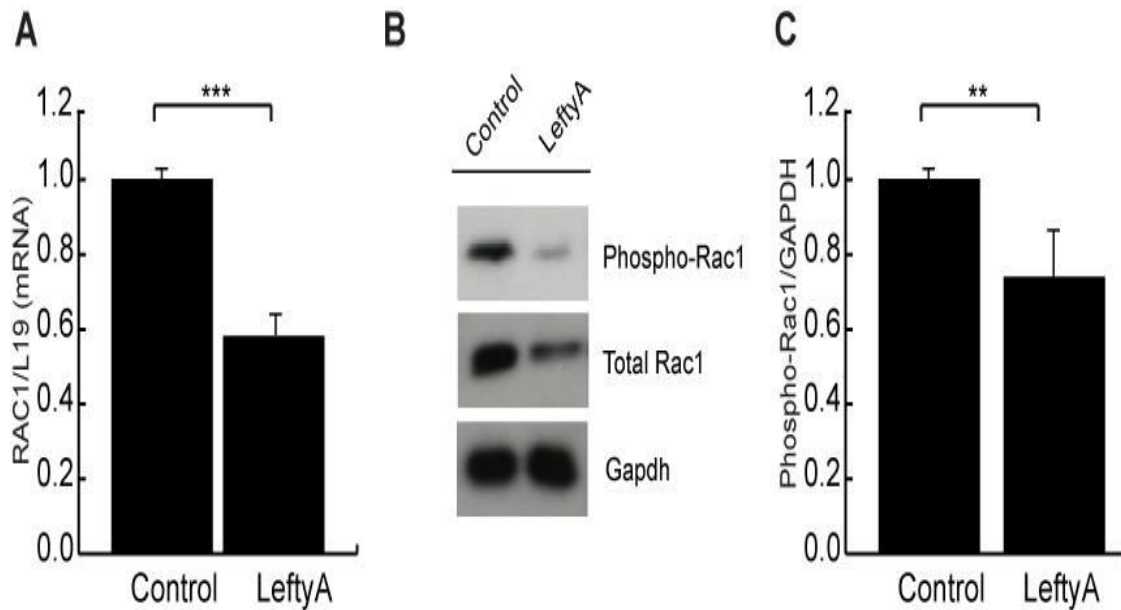 A
***
1.2
1.0
0.8
0.6
0.4
0.2
0.0
RAC1/L19 (mRNA)
Control
LeftyA
B
Control
LeftyA
Phospho-Rac1
Total Rac1
Gapdh
C
**
1.2
1.0
0.8
0.6
0.4
0.2
0.0
Phospho-Rac1/GAPDH
Control
LeftyA